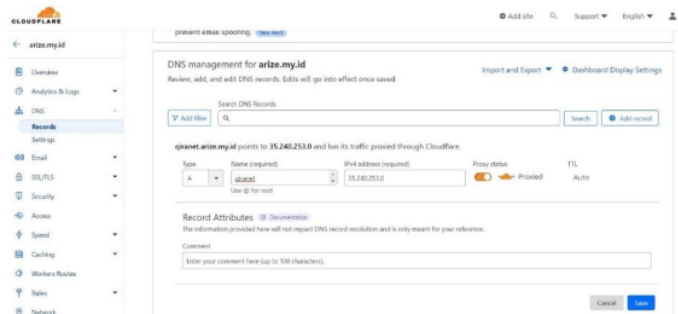 CLOUDFLARE
Add site
Support
English
arize.my.id
prevent email spoofing. New Alert
Overview
Analytics & Logs
DNS
Records
Settings
Email
SSL/TLS
Security
Access
Speed
Caching
Workers Routes
Rules
Network
DNS management for arize.my.id
Review, add, and edit DNS records. Edits will go into effect once saved.
Import and Export
Dashboard Display Settings
Search DNS Records
Add filter
Search
Add record
qiranet.arize.my.id points to 35.240.253.0 and has its traffic proxied through Cloudflare.
Type
Name (required)
IPv4 address (required)
Proxy status
TTL
A
qiranet
35.240.253.0
Proxied
Auto
Use @ for root
Record Attributes Documentation
The information provided here will not impact DNS record resolution and is only meant for your reference.
Comment
Enter your comment here (up to 100 characters).
Cancel
Save